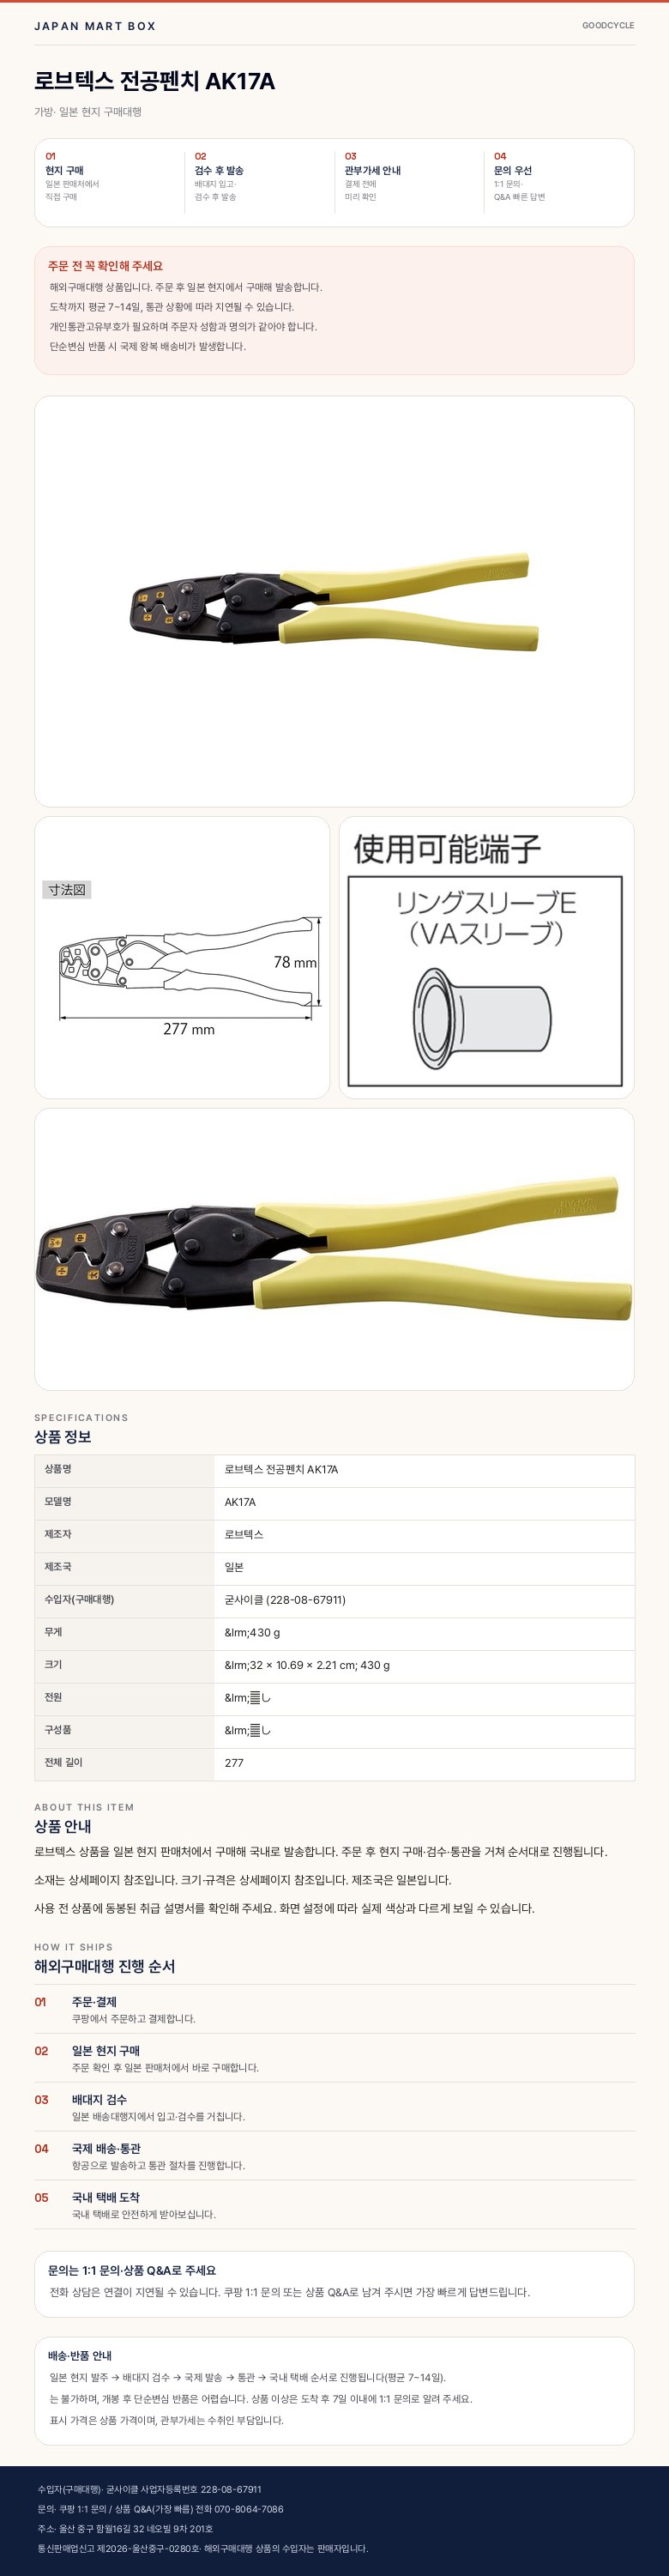 JAPAN MART BOX
GOODCYCLE
로브텍스 전공펜치 AK17A
가방· 일본 현지 구매대행
01
현지 구매
일본 판매처에서
직접 구매
02
검수 후 발송
배대지 입고·
검수 후 발송
03
관부가세 안내
결제 전에
미리 확인
04
문의 우선
1:1 문의·
Q&A 빠른 답변
주문 전 꼭 확인해 주세요
해외구매대행 상품입니다. 주문 후 일본 현지에서 구매해 발송합니다.
도착까지 평균 7~14일, 통관 상황에 따라 지연될 수 있습니다.
개인통관고유부호가 필요하며 주문자 성함과 명의가 같아야 합니다.
단순변심 반품 시 국제 왕복 배송비가 발생합니다.
寸法図
78 mm
277 mm
使用可能端子
リングスリーブE
（VAスリーブ）
SPECIFICATIONS
상품 정보
상품명 로브텍스 전공펜치 AK17A
모델명 AK17A
제조자 로브텍스
제조국 일본
수입자(구매대행) 굳사이클 (228-08-67911)
무게 &lrm;430 g
크기 &lrm;32 × 10.69 × 2.21 cm; 430 g
전원 &lrm;し
구성품 &lrm;し
전체 길이 277
ABOUT THIS ITEM
상품 안내
로브텍스 상품을 일본 현지 판매처에서 구매해 국내로 발송합니다. 주문 후 현지 구매·검수·통관을 거쳐 순서대로 진행됩니다.
소재는 상세페이지 참조입니다. 크기·규격은 상세페이지 참조입니다. 제조국은 일본입니다.
사용 전 상품에 동봉된 취급 설명서를 확인해 주세요. 화면 설정에 따라 실제 색상과 다르게 보일 수 있습니다.
HOW IT SHIPS
해외구매대행 진행 순서
01 주문·결제
쿠팡에서 주문하고 결제합니다.
02 일본 현지 구매
주문 확인 후 일본 판매처에서 바로 구매합니다.
03 배대지 검수
일본 배송대행지에서 입고·검수를 거칩니다.
04 국제 배송·통관
항공으로 발송하고 통관 절차를 진행합니다.
05 국내 택배 도착
국내 택배로 안전하게 받아보십니다.
문의는 1:1 문의·상품 Q&A로 주세요
전화 상담은 연결이 지연될 수 있습니다. 쿠팡 1:1 문의 또는 상품 Q&A로 남겨 주시면 가장 빠르게 답변드립니다.
배송·반품 안내
일본 현지 발주 → 배대지 검수 → 국제 발송 → 통관 → 국내 택배 순서로 진행됩니다(평균 7~14일).
는 불가하며, 개봉 후 단순변심 반품은 어렵습니다. 상품 이상은 도착 후 7일 이내에 1:1 문의로 알려 주세요.
표시 가격은 상품 가격이며, 관부가세는 수취인 부담입니다.
수입자(구매대행)· 굳사이클 사업자등록번호 228-08-67911
문의· 쿠팡 1:1 문의 / 상품 Q&A(가장 빠름) 전화 070-8064-7086
주소· 울산 중구 함월16길 32 네오빌 9차 201호
통신판매업신고 제2026-울산중구-0280호· 해외구매대행 상품의 수입자는 판매자입니다.